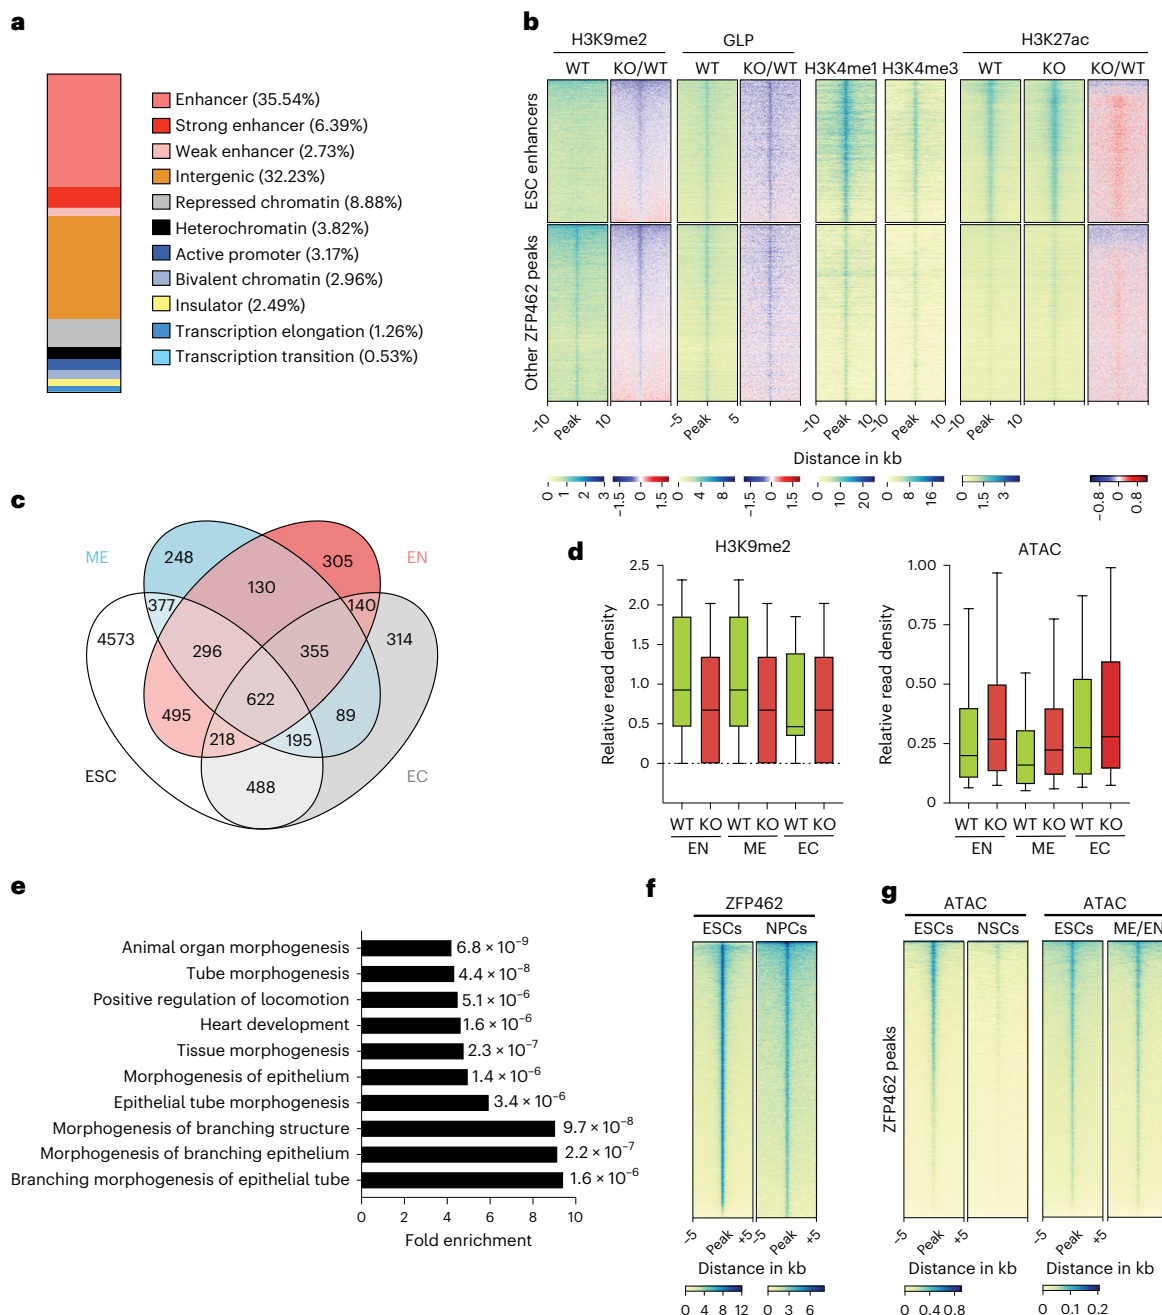 a
Enhancer (35.54%)
Strong enhancer (6.39%)
Weak enhancer (2.73%)
Intergenic (32.23%)
Repressed chromatin (8.88%)
Heterochromatin (3.82%)
Active promoter (3.17%)
Bivalent chromatin (2.96%)
Insulator (2.49%)
Transcription elongation (1.26%)
Transcription transition (0.53%)
b
H3K9me2 GLP H3K27ac
WT KO/WT WT KO/WT H3K4me1 H3K4me3 WT KO KO/WT
ESC enhancers
Other ZFP462 peaks
−10 Peak 10 −5 Peak 5 −10 Peak 10 −10 Peak 10 −10 Peak 10
Distance in kb
0 1 2 3 −1.5 0 1.5 0 4 8 −1.5 0 1.5 0 10 20 0 8 16 0 1.5 3 −0.8 0 0.8
c
ME EN
248 305
130
377 140
4573 314
296 355
622
495 89
218 195
ESC EC
488
d
H3K9me2
Relative read density
2.5
2.0
1.5
1.0
0.5
0
WT KO WT KO WT KO
EN ME EC
ATAC
Relative read density
1.00
0.75
0.50
0.25
0
WT KO WT KO WT KO
EN ME EC
e
Animal organ morphogenesis 6.8 × 10⁻⁹
Tube morphogenesis 4.4 × 10⁻⁸
Positive regulation of locomotion 5.1 × 10⁻⁶
Heart development 1.6 × 10⁻⁶
Tissue morphogenesis 2.3 × 10⁻⁷
Morphogenesis of epithelium 1.4 × 10⁻⁶
Epithelial tube morphogenesis 3.4 × 10⁻⁶
Morphogenesis of branching structure 9.7 × 10⁻⁸
Morphogenesis of branching epithelium 2.2 × 10⁻⁷
Branching morphogenesis of epithelial tube 1.6 × 10⁻⁶
0 2 4 6 8 10
Fold enrichment
f
ZFP462
ESCs NPCs
−5 Peak +5 −5 Peak +5
Distance in kb
0 4 8 12 0 3 6
g
ATAC ATAC
ESCs NSCs ESCs ME/EN
ZFP462 peaks
−5 Peak +5 −5 Peak +5
Distance in kb Distance in kb
0 0.4 0.8 0 0.1 0.2